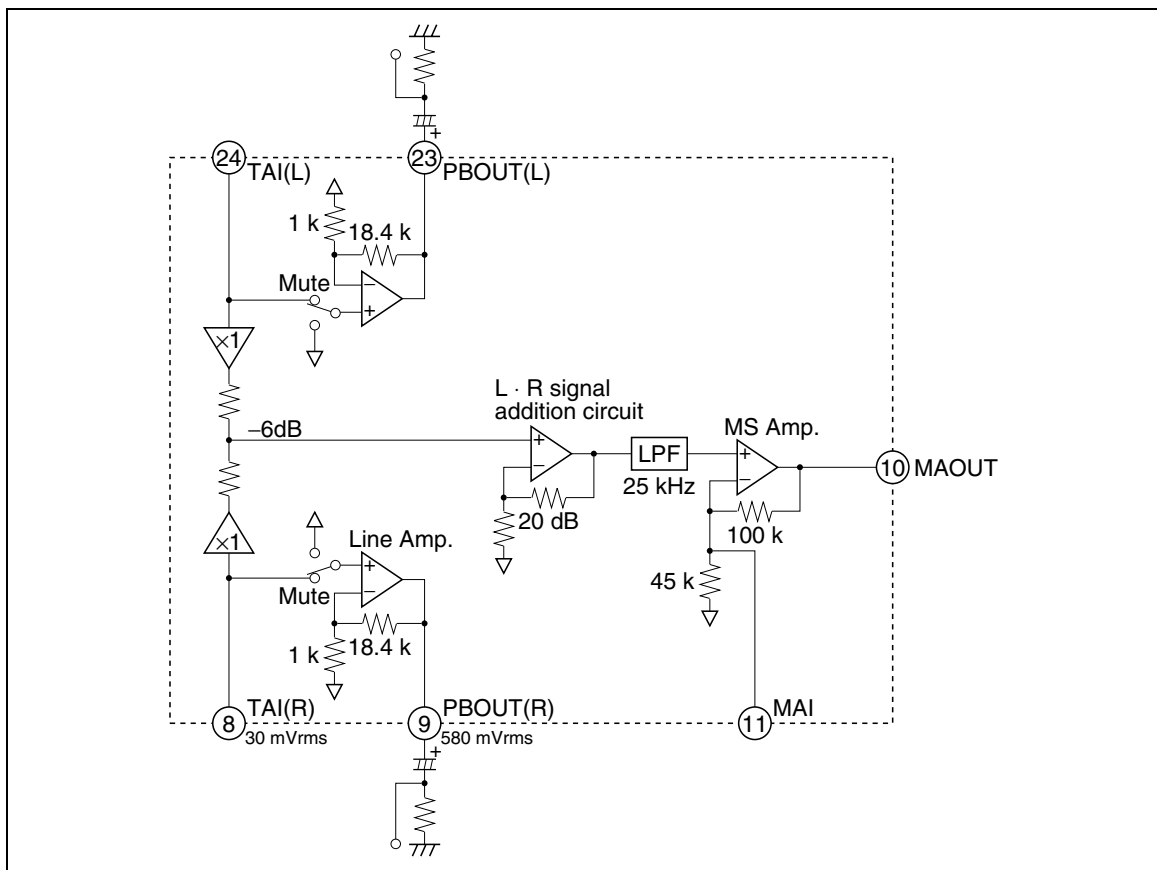 +
24
TAI(L)
23
PBOUT(L)
1 k
18.4 k
Mute
−
+
×1
−6dB
L · R signal
addition circuit
+
−
20 dB
LPF
25 kHz
MS Amp.
+
−
100 k
45 k
10
MAOUT
×1
Line Amp.
Mute
+
−
18.4 k
1 k
8
TAI(R)
30 mVrms
9
PBOUT(R)
580 mVrms
11
MAI
+